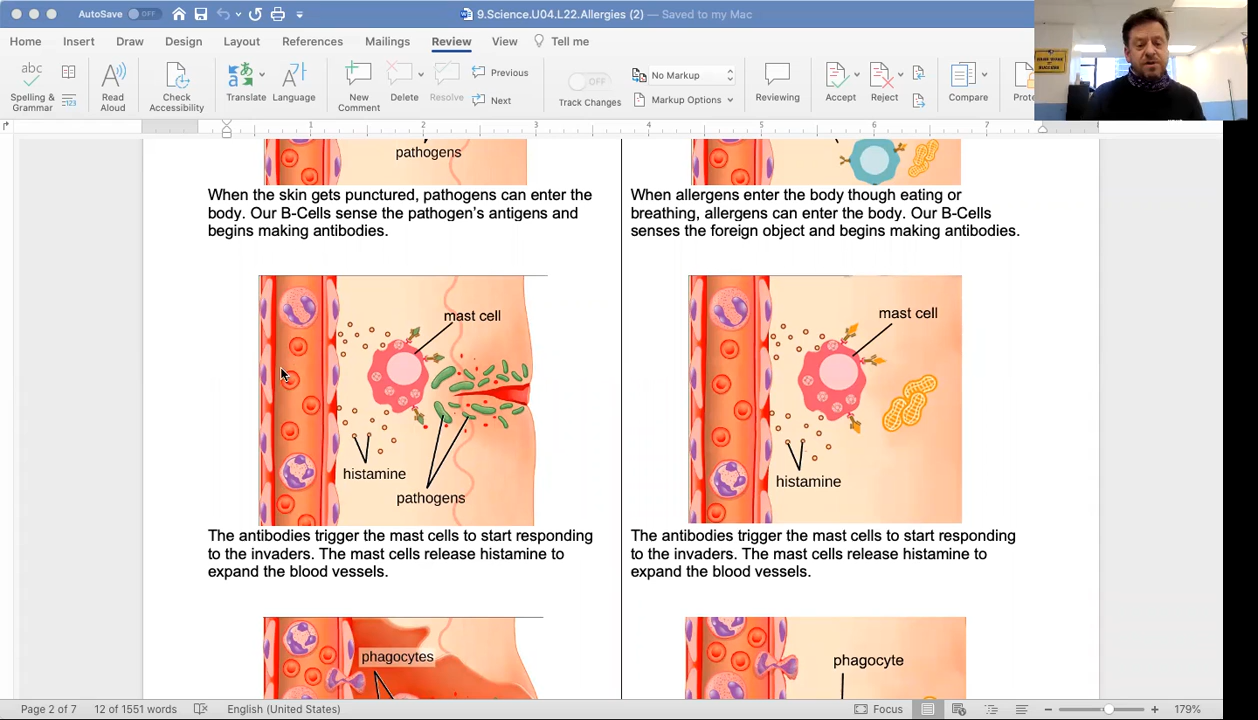 AutoSave OFF
9.Science.U04.L22.Allergies (2) — Saved to my Mac
Home Insert Draw Design Layout References Mailings Review View Tell me
abc
Spelling &
Grammar
Read
Aloud
Check
Accessibility
Translate
Language
New
Comment
Delete
Resolve
Previous
Next
OFF
Track Changes
No Markup
Markup Options
Reviewing
Accept
Reject
Compare
1 2 3 5 6 7
pathogens
When the skin gets punctured, pathogens can enter the
body. Our B-Cells sense the pathogen's antigens and
begins making antibodies.
mast cell
histamine
pathogens
The antibodies trigger the mast cells to start responding
to the invaders. The mast cells release histamine to
expand the blood vessels.
phagocytes
When allergens enter the body though eating or
breathing, allergens can enter the body. Our B-Cells
senses the foreign object and begins making antibodies.
mast cell
histamine
The antibodies trigger the mast cells to start responding
to the invaders. The mast cells release histamine to
expand the blood vessels.
phagocyte
Page 2 of 7 12 of 1551 words English (United States) Focus 179%